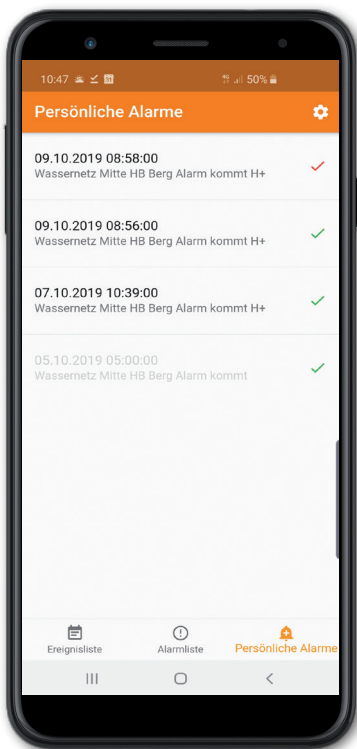 10:47 50%
Persönliche Alarme
09.10.2019 08:58:00
Wassernetz Mitte HB Berg Alarm kommt H+
09.10.2019 08:56:00
Wassernetz Mitte HB Berg Alarm kommt H+
07.10.2019 10:39:00
Wassernetz Mitte HB Berg Alarm kommt H+
05.10.2019 05:00:00
Wassernetz Mitte HB Berg Alarm kommt
Ereignisliste Alarmliste Persönliche Alarme